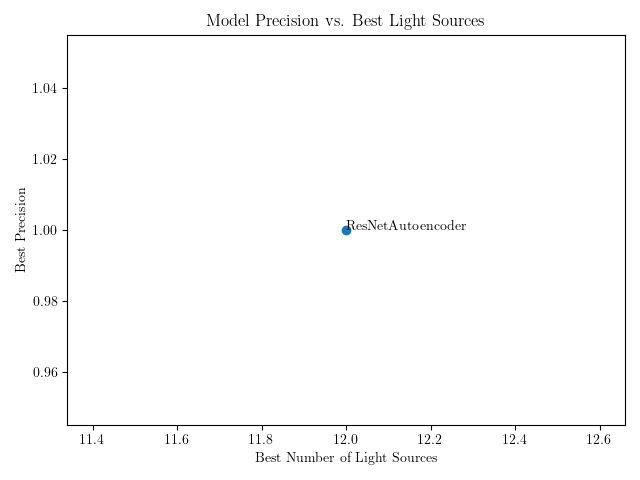 Model Precision vs. Best Light Sources
1.04
1.02
1.00
0.98
0.96
Best Precision
ResNetAutoencoder
11.4 11.6 11.8 12.0 12.2 12.4 12.6
Best Number of Light Sources